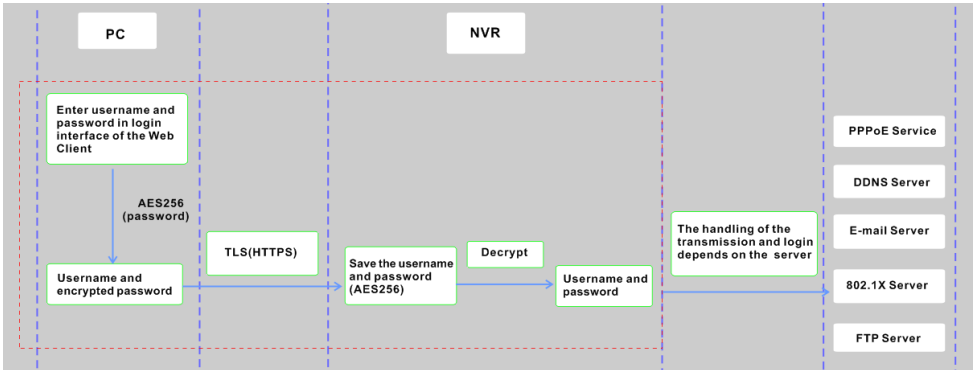 PC
NVR
Enter username and
password in login
interface of the Web
Client
AES256
(password)
Username and
encrypted password
TLS(HTTPS)
Save the username
and password
(AES256)
Decrypt
Username and
password
The handling of the
transmission and login
depends on the server
PPPoE Service
DDNS Server
E-mail Server
802.1X Server
FTP Server